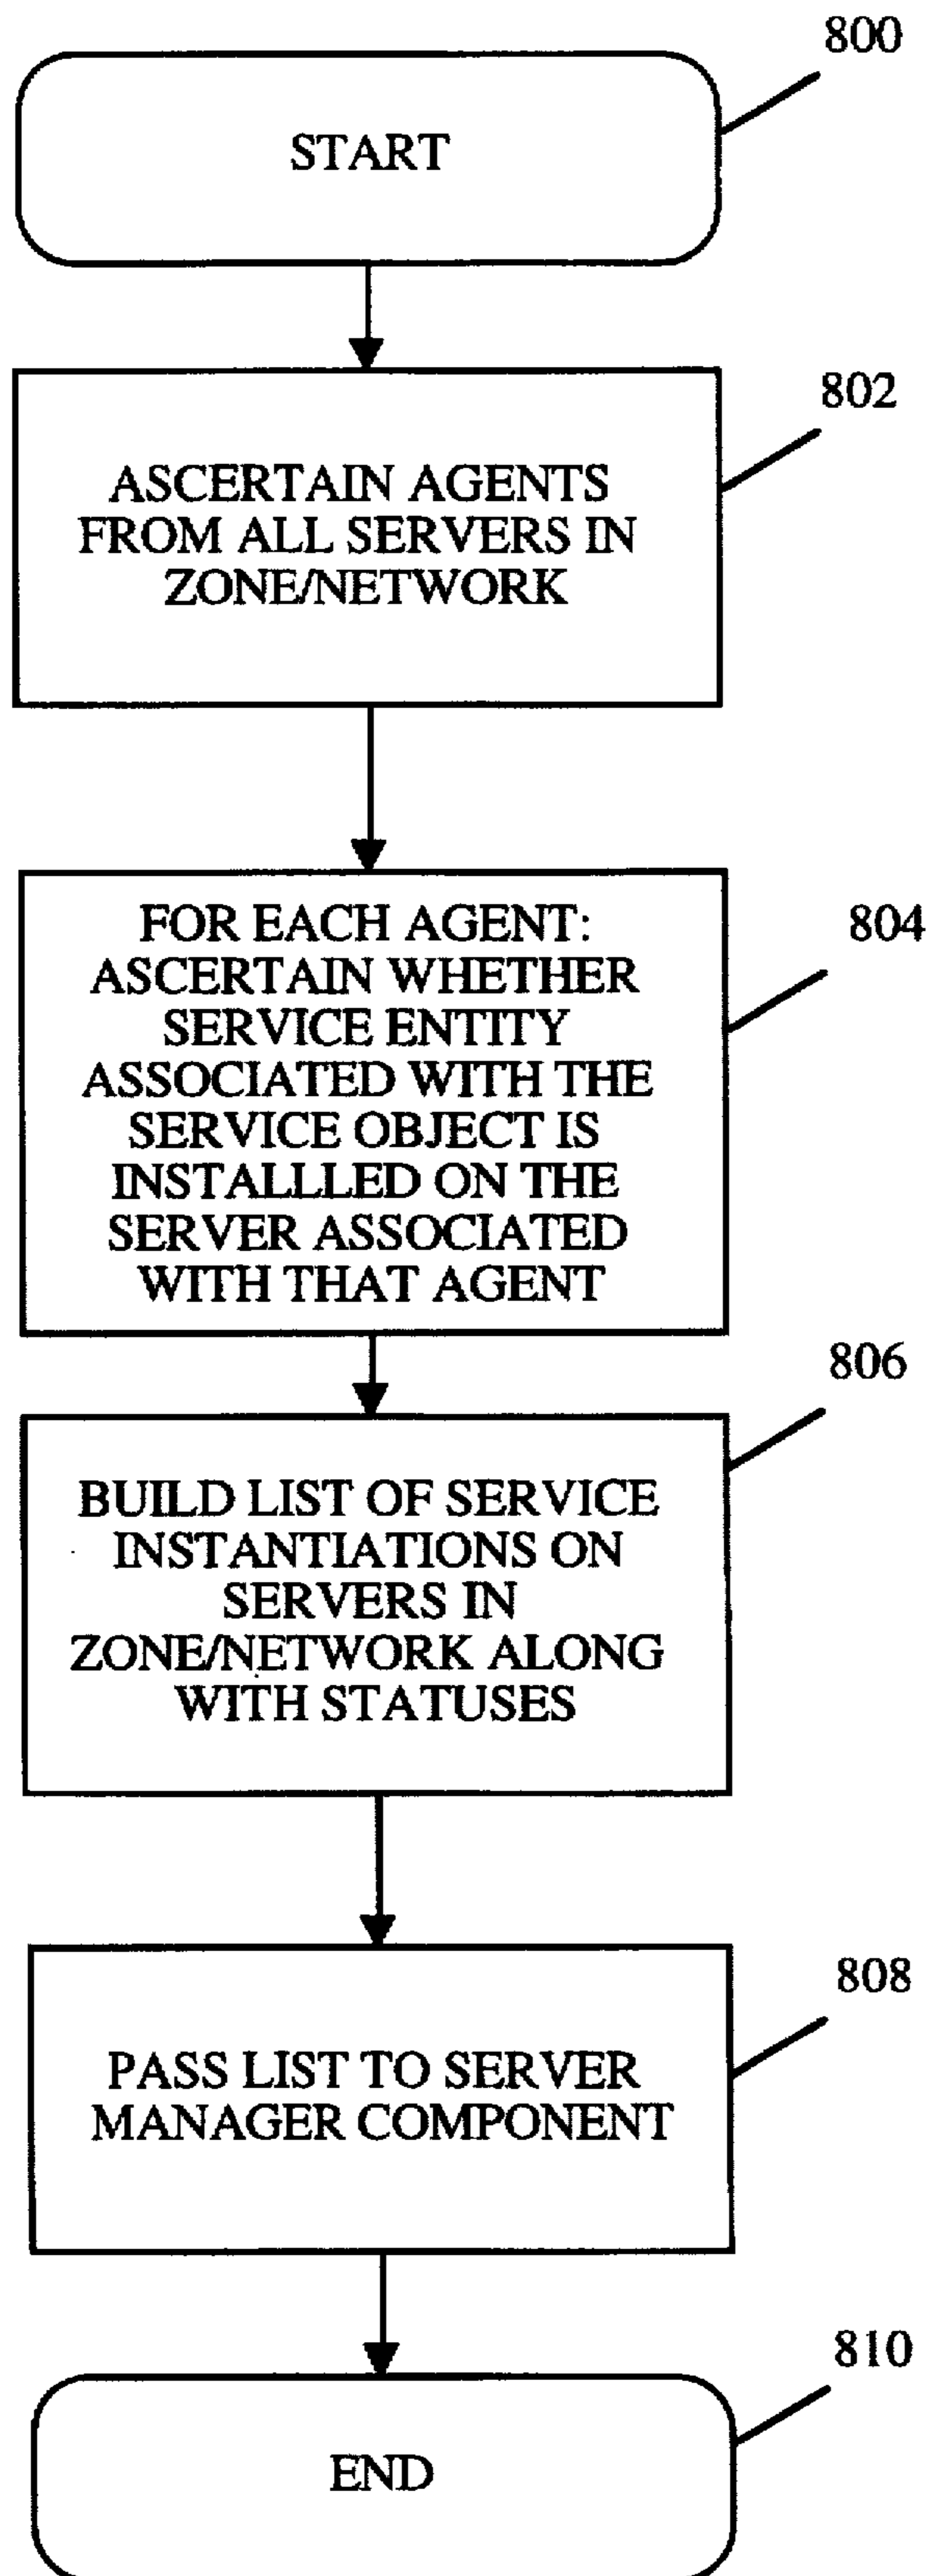 800
START
802
ASCERTAIN AGENTS
FROM ALL SERVERS IN
ZONE/NETWORK
804
FOR EACH AGENT:
ASCERTAIN WHETHER
SERVICE ENTITY
ASSOCIATED WITH THE
SERVICE OBJECT IS
INSTALLLED ON THE
SERVER ASSOCIATED
WITH THAT AGENT
806
BUILD LIST OF SERVICE
INSTANTIATIONS ON
SERVERS IN
ZONE/NETWORK ALONG
WITH STATUSES
808
PASS LIST TO SERVER
MANAGER COMPONENT
810
END